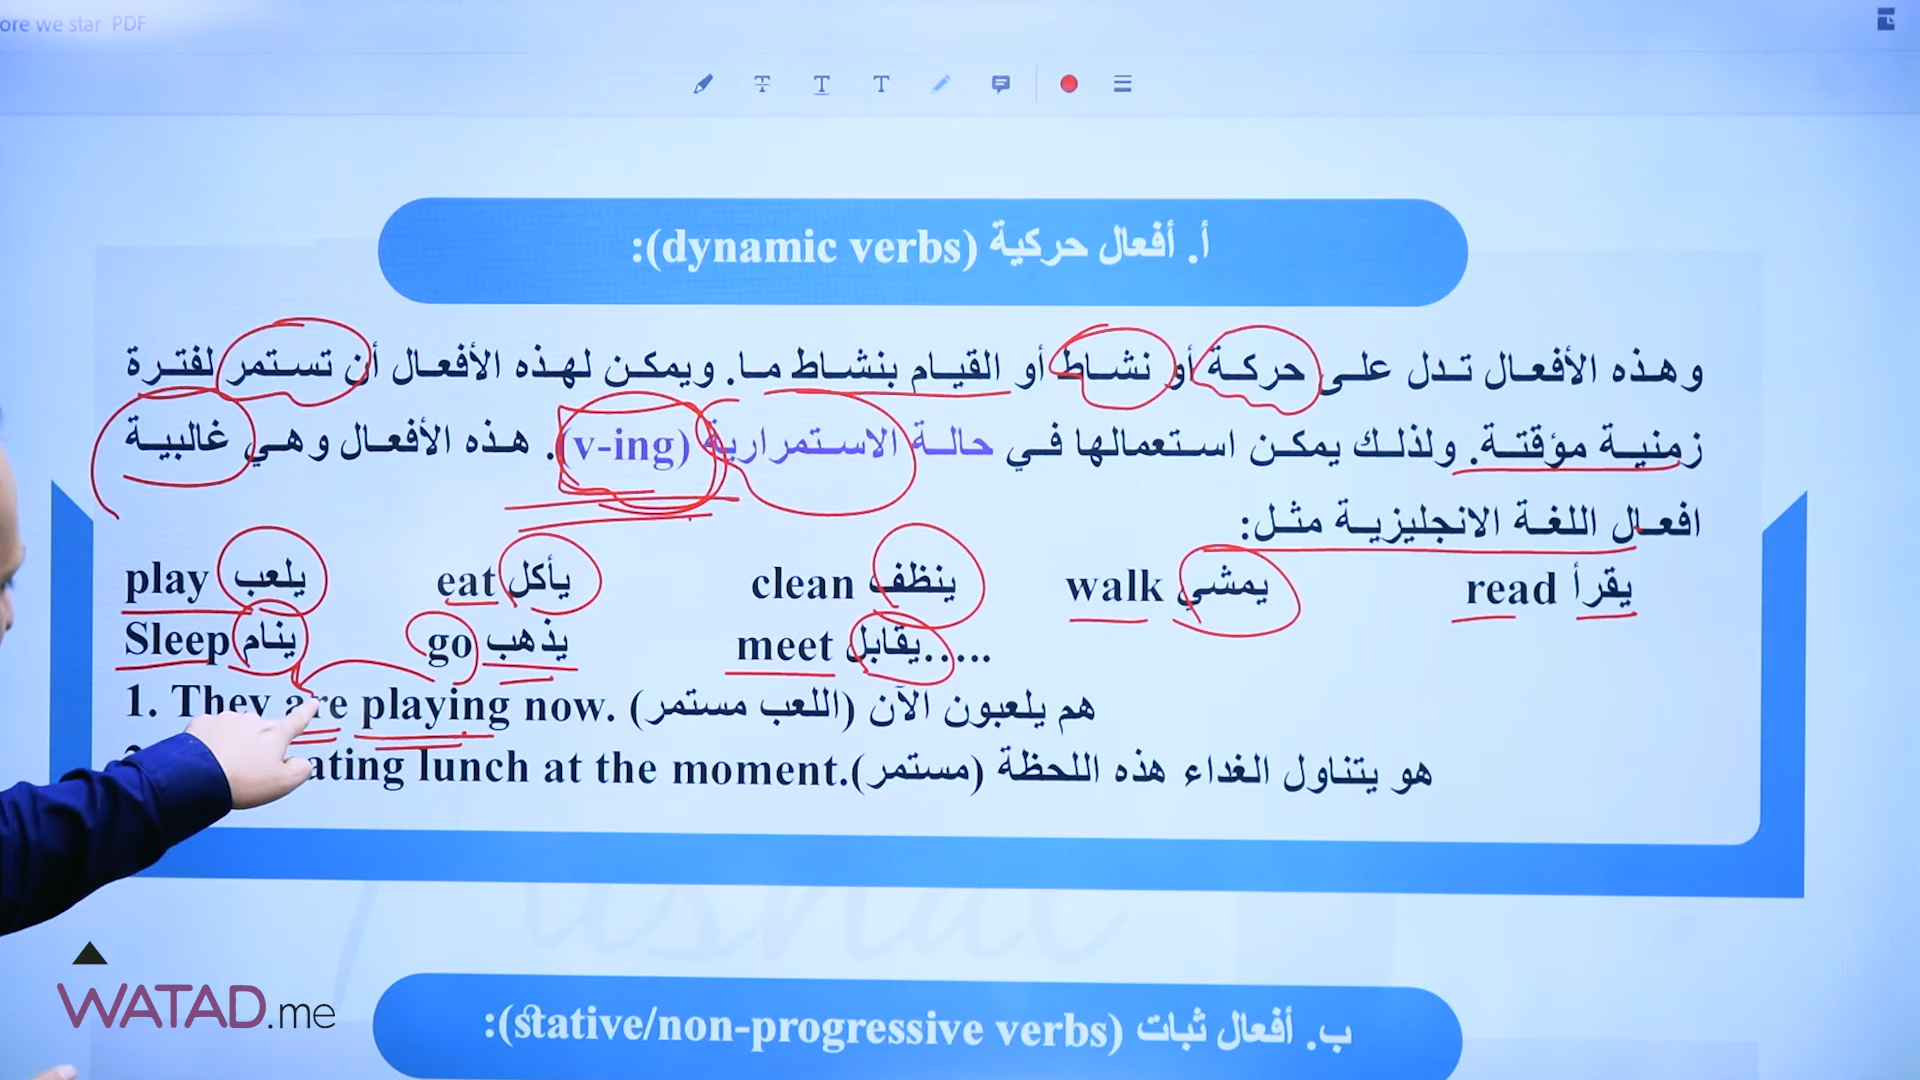 ore we star PDF
أ. أفعال حركية (dynamic verbs):
وهذه الأفعال تدل على حركة أو نشاط أو القيام بنشاط ما. ويمكن لهذه الأفعال أن تستمر لفترة
زمنية مؤقتة. ولذلك يمكن استعمالها في حالة الاستمرارية (v-ing). هذه الأفعال وهي غالبية
افعال اللغة الانجليزية مثل:
play يلعب eat يأكل clean ينظف walk يمشي read يقرأ
Sleep ينام go يذهب meet يقابل.....
1. They are playing now. (اللعب مستمر) هم يلعبون الآن
ating lunch at the moment.(مستمر) هو يتناول الغداء هذه اللحظة
WATAD.me
ب. أفعال ثبات (stative/non-progressive verbs):